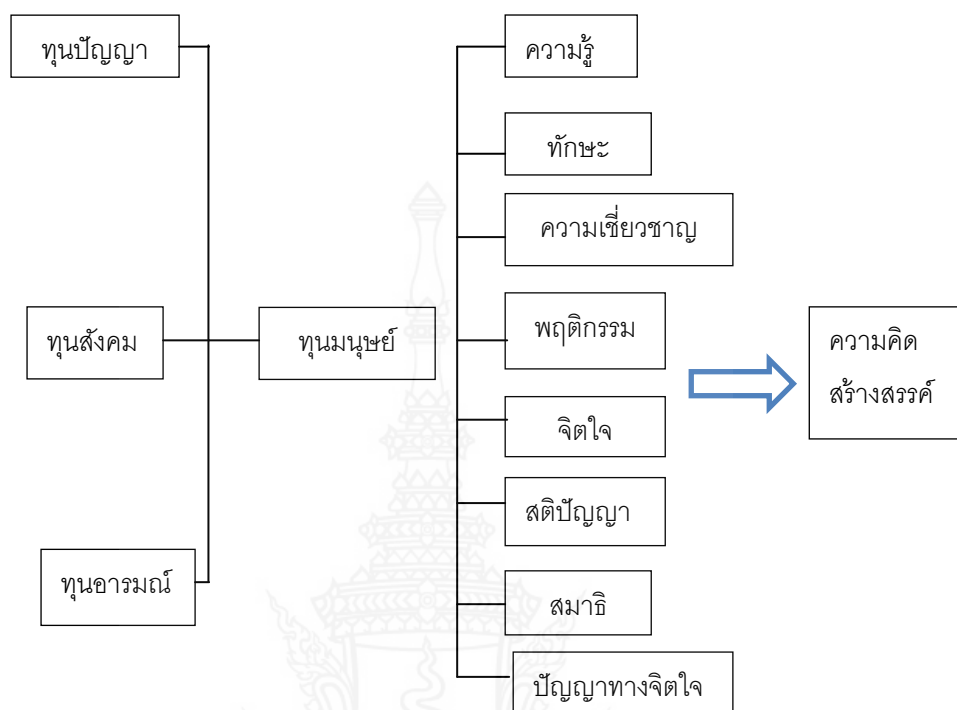 ทุนปัญญา
ทุนสังคม
ทุนอารมณ์
ทุนมนุษย์
ความรู้
ทักษะ
ความเชี่ยวชาญ
พฤติกรรม
จิตใจ
สติปัญญา
สมาธิ
ปัญญาทางจิตใจ
ความคิด
สร้างสรรค์